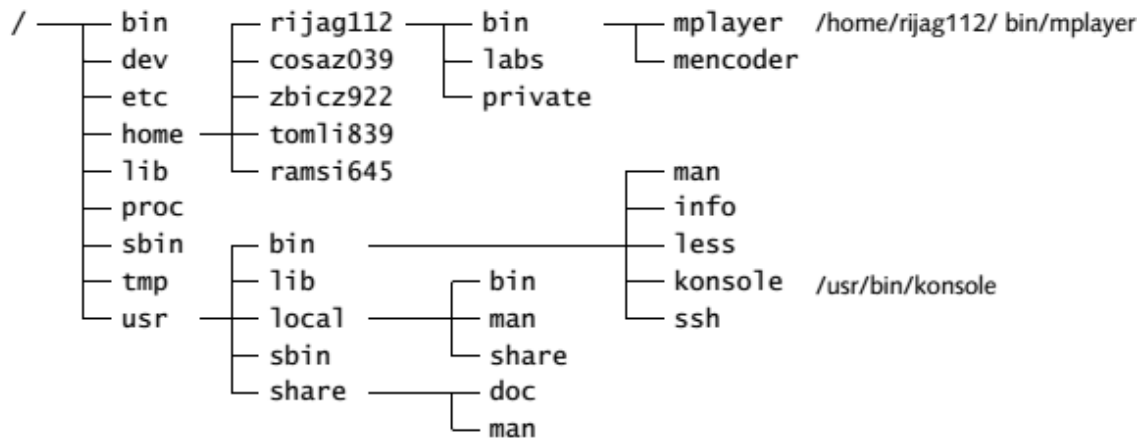 / bin rijag112 bin mplayer /home/rijag112/ bin/mplayer
dev cosaz039 labs mencoder
etc zbicz922 private
home tomli839
lib ramsi645 man
proc info
sbin bin less
tmp lib bin konsole /usr/bin/konsole
usr local man ssh
sbin share
share doc
man